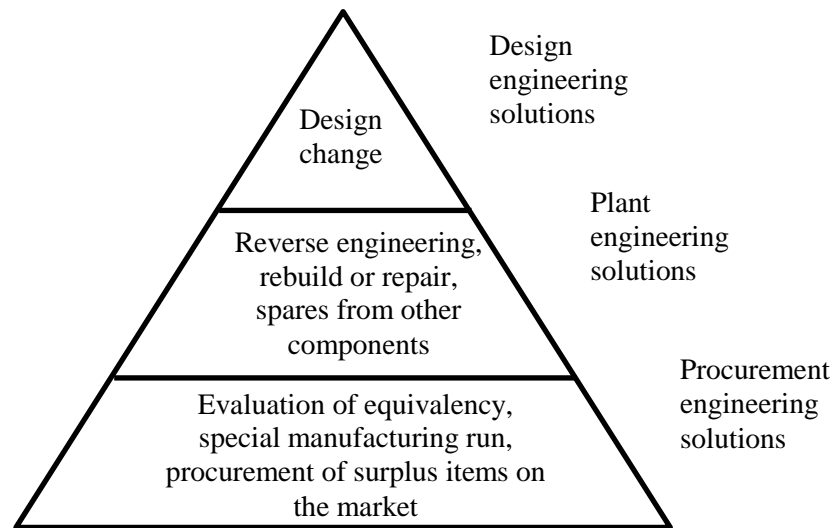 Design
engineering
solutions
Design
change
Plant
engineering
solutions
Reverse engineering,
rebuild or repair,
spares from other
components
Procurement
engineering
solutions
Evaluation of equivalency,
special manufacturing run,
procurement of surplus items on
the market